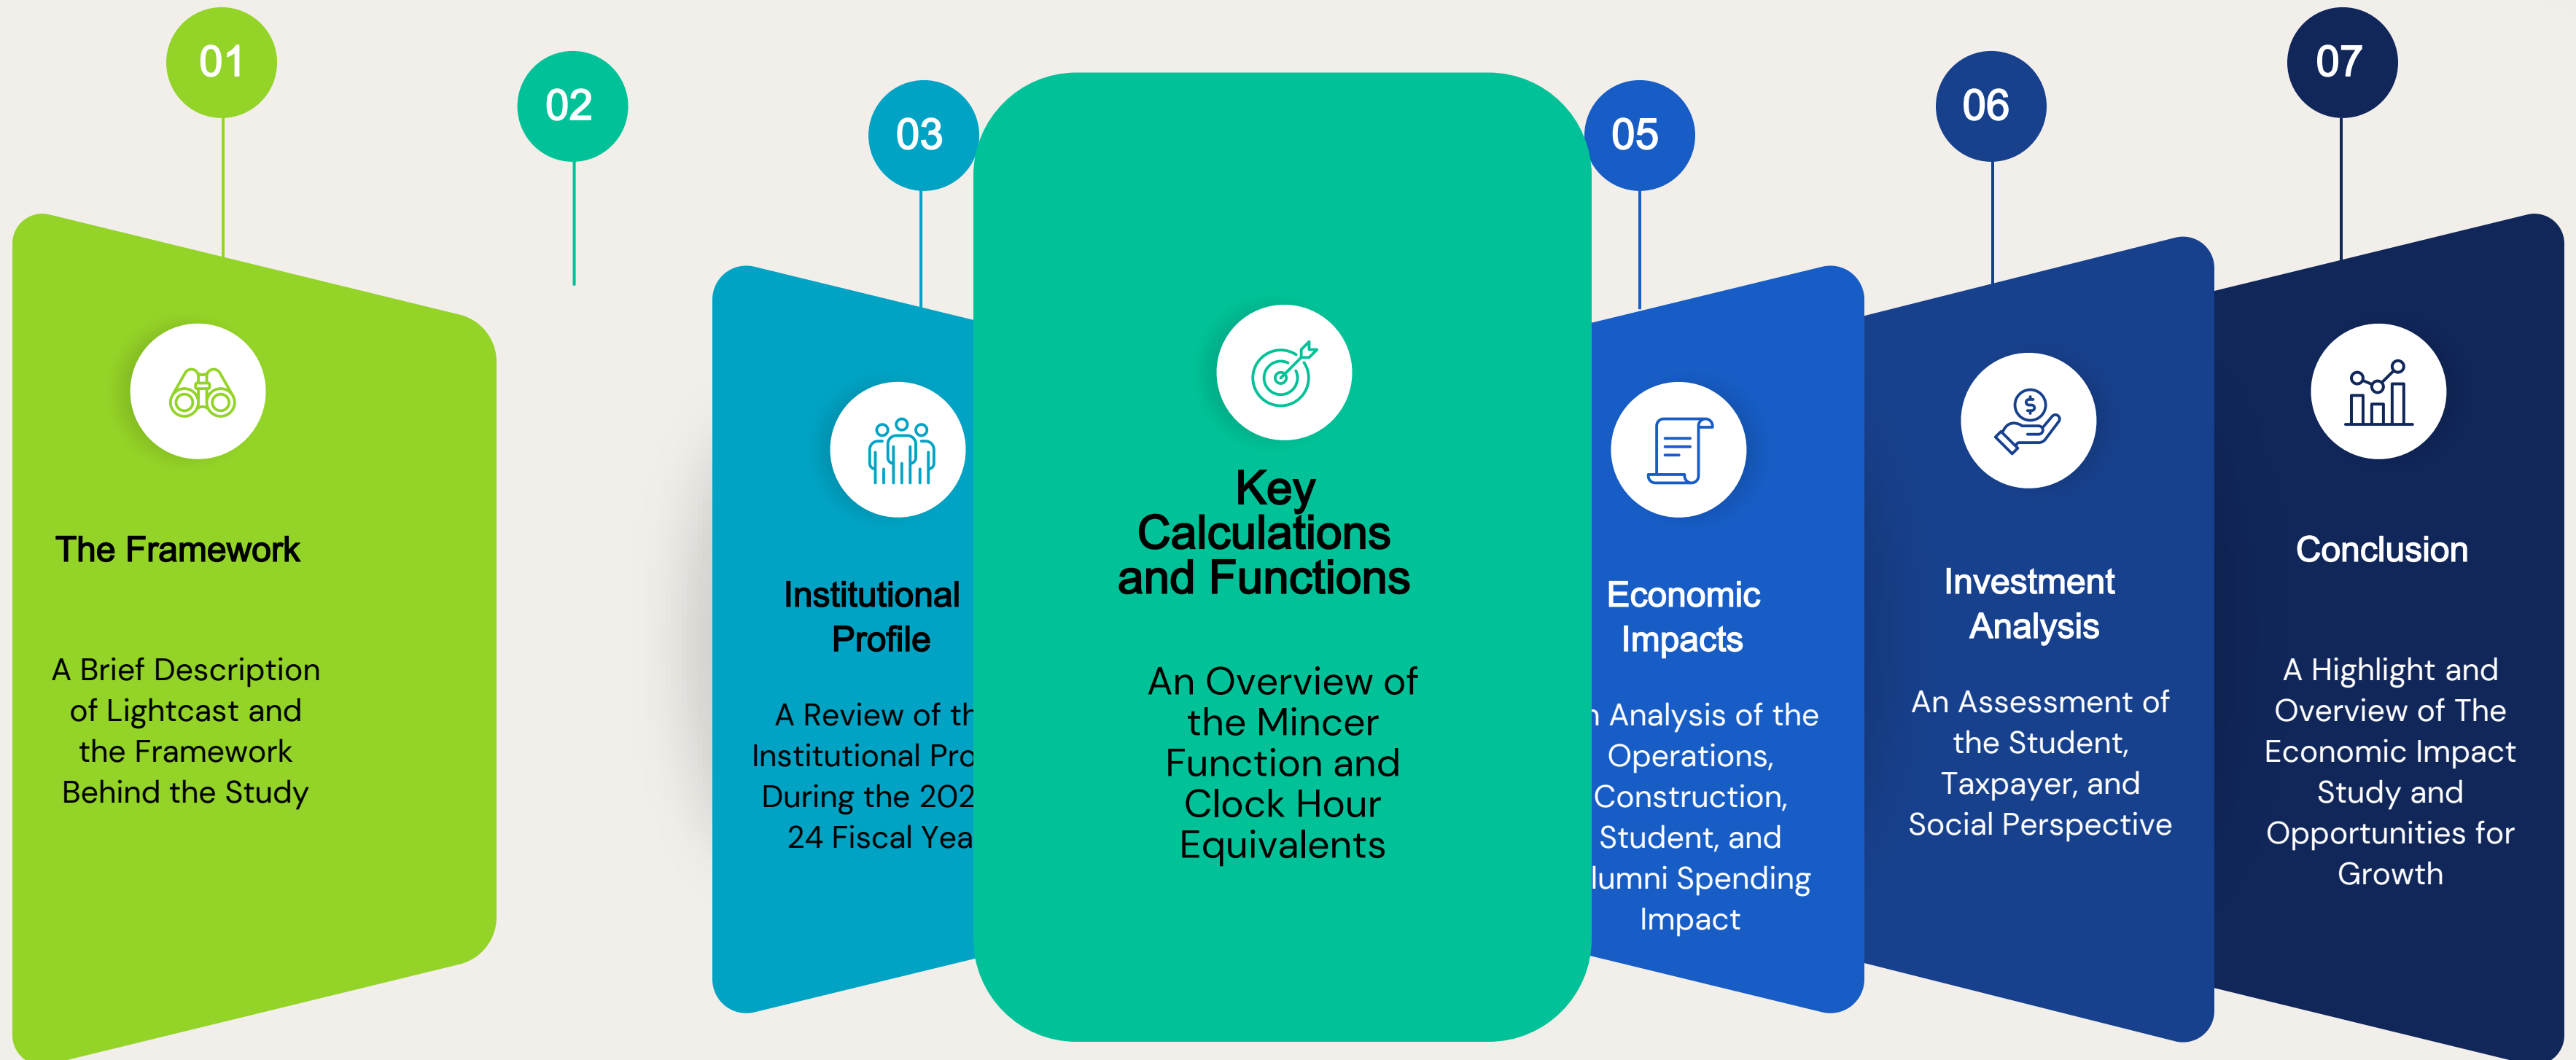 01
The Framework
A Brief Description
of Lightcast and
the Framework
Behind the Study
02
03
Institutional
Profile
A Review of th
Institutional Pro
During the 202
24 Fiscal Yea
Key
Calculations
and Functions
An Overview of
the Mincer
Function and
Clock Hour
Equivalents
05
Economic
Impacts
Analysis of the
Operations,
Construction,
Student, and
lumni Spending
Impact
06
Investment
Analysis
An Assessment of
the Student,
Taxpayer, and
Social Perspective
07
Conclusion
A Highlight and
Overview of The
Economic Impact
Study and
Opportunities for
Growth